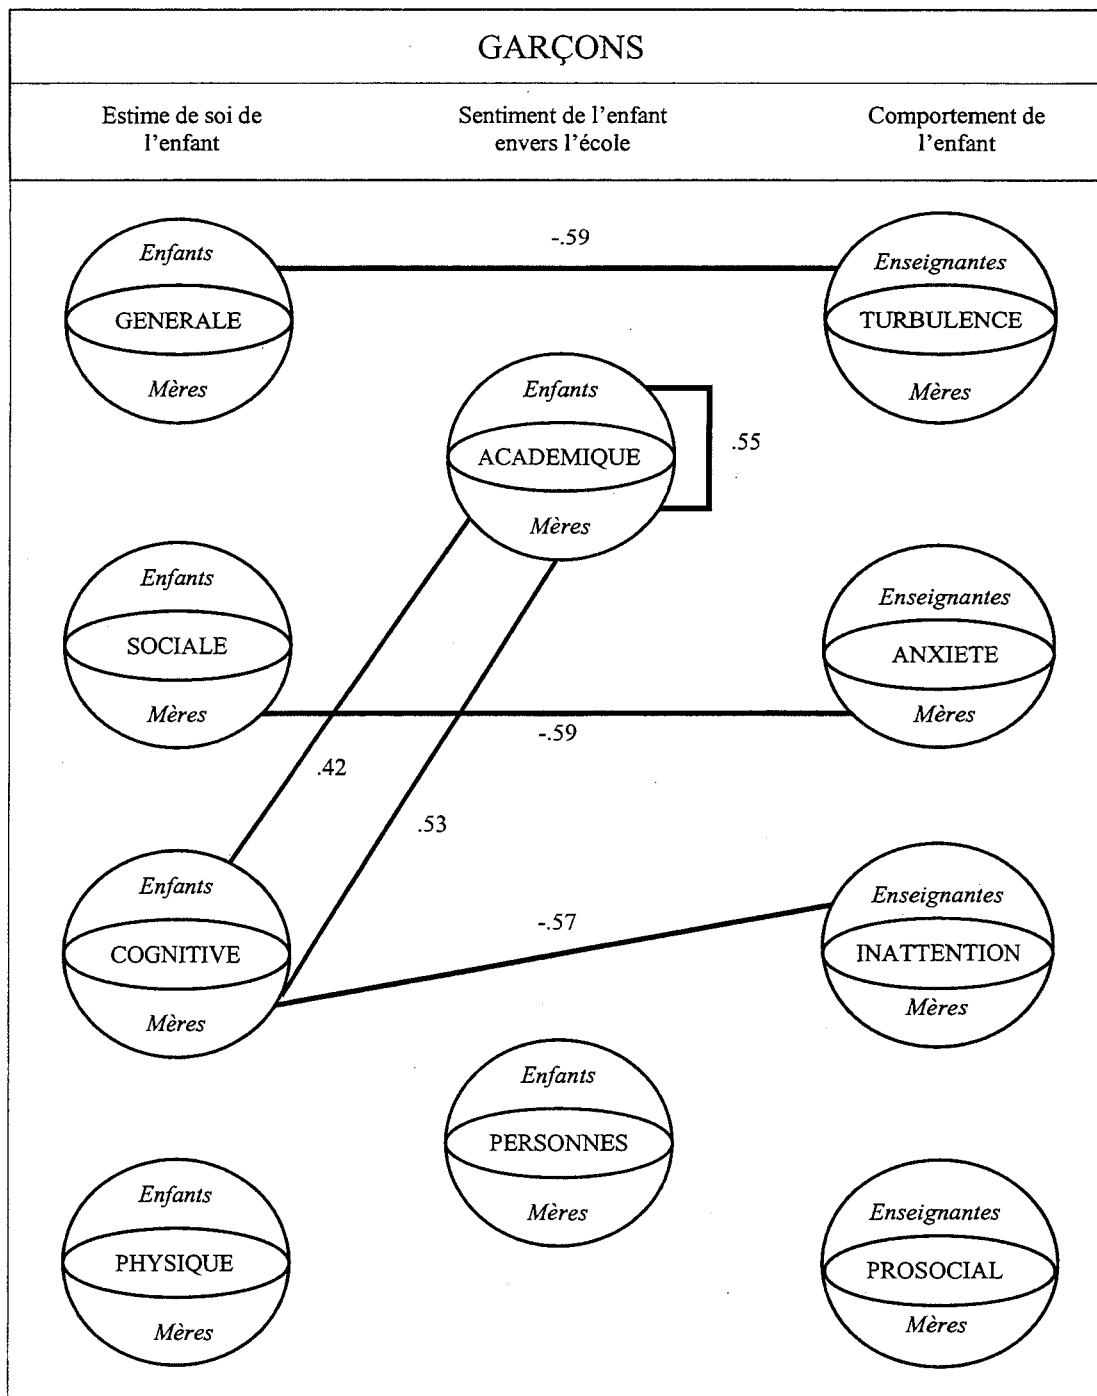 GARÇONS
Estime de soi de
l'enfant
Sentiment de l'enfant
envers l'école
Comportement de
l'enfant
Enfants
GENERALE
Mères
-.59
Enseignantes
TURBULENCE
Mères
Enfants
ACADEMIQUE
Mères
.55
Enfants
SOCIALE
Mères
Enseignantes
ANXIETE
Mères
-.59
.42
.53
Enfants
COGNITIVE
Mères
-.57
Enseignantes
INATTENTION
Mères
Enfants
PERSONNES
Mères
Enfants
PHYSIQUE
Mères
Enseignantes
PROSOCIAL
Mères